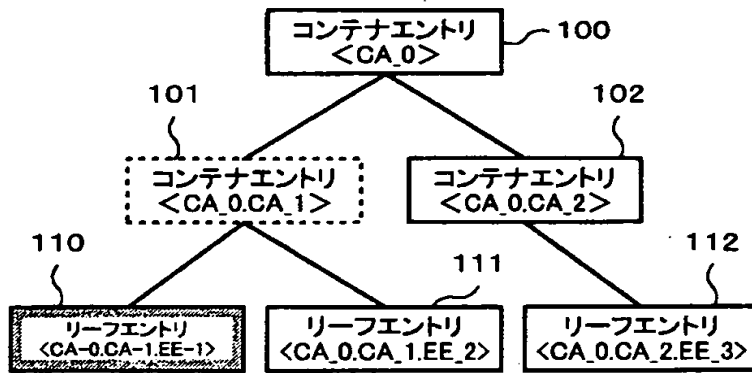 コンテナエントリ
<CA_0>
100
101
102
コンテナエントリ
<CA_0.CA_1>
コンテナエントリ
<CA_0.CA_2>
110
111
112
リーフエントリ
<CA-0.CA-1.EE-1>
リーフエントリ
<CA_0.CA_1.EE_2>
リーフエントリ
<CA_0.CA_2.EE_3>